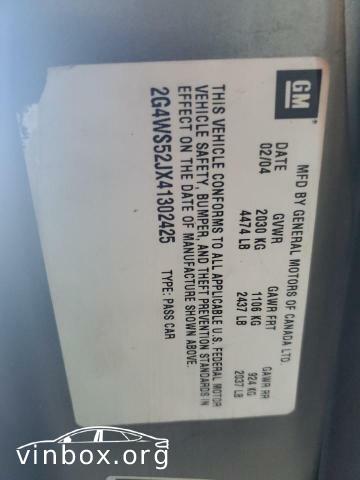 GM
MFD BY GENERAL MOTORS OF CANADA LTD.
DATE GVWR GAWR FRT GAWR RR
02/04 2030 KG 1106 KG 924 KG
4474 LB 2437 LB 2037 LB
THIS VEHICLE CONFORMS TO ALL APPLICABLE U.S. FEDERAL MOTOR
VEHICLE SAFETY, BUMPER, AND THEFT PREVENTION STANDARDS IN
EFFECT ON THE DATE OF MANUFACTURE SHOWN ABOVE.
2G4WS52JX41302425 TYPE: PASS CAR
vinbox.org